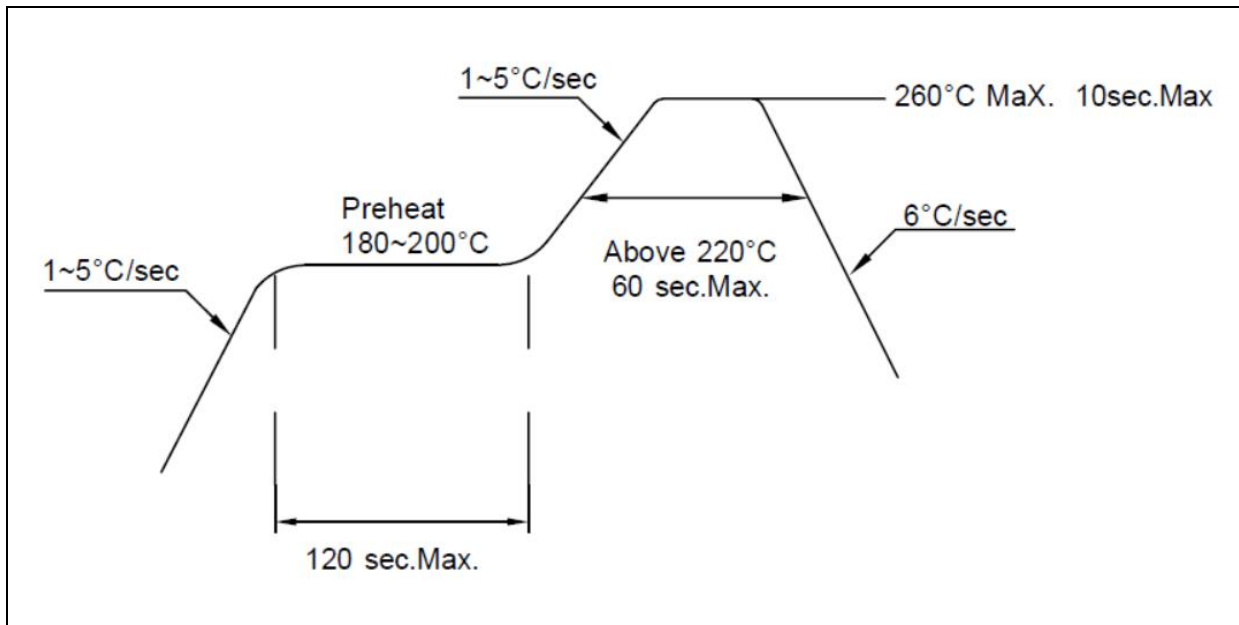 1~5°C/sec
260°C MaX. 10sec.Max
Preheat
180~200°C
6°C/sec
Above 220°C
60 sec.Max.
1~5°C/sec
120 sec.Max.